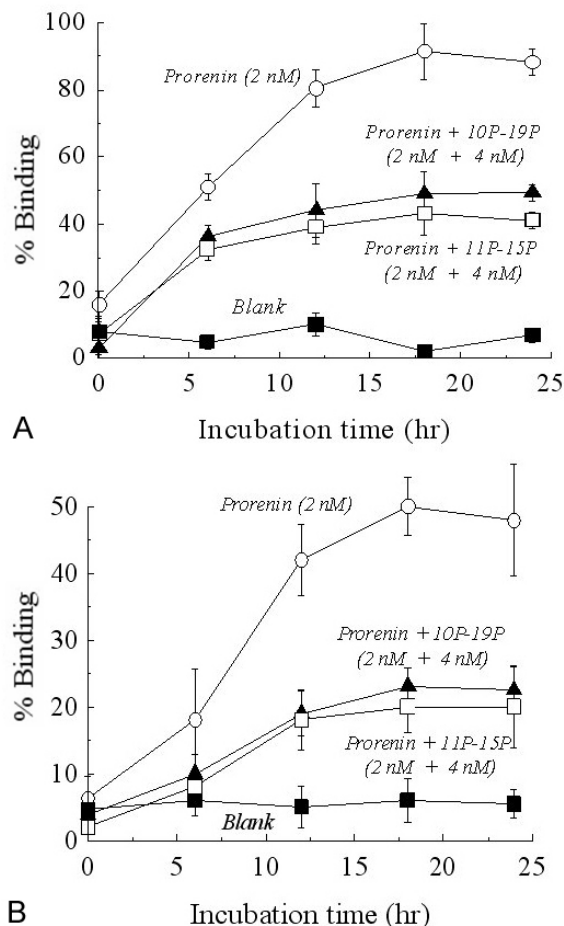 100
80
60
40
20
0
% Binding
Prorenin (2 nM)
Prorenin + 10P-19P
(2 nM + 4 nM)
Prorenin + 11P-15P
(2 nM + 4 nM)
Blank
0 5 10 15 20 25
A
Incubation time (hr)
50
40
30
20
10
0
% Binding
Prorenin (2 nM)
Prorenin + 10P-19P
(2 nM + 4 nM)
Prorenin + 11P-15P
(2 nM + 4 nM)
Blank
0 5 10 15 20 25
B
Incubation time (hr)